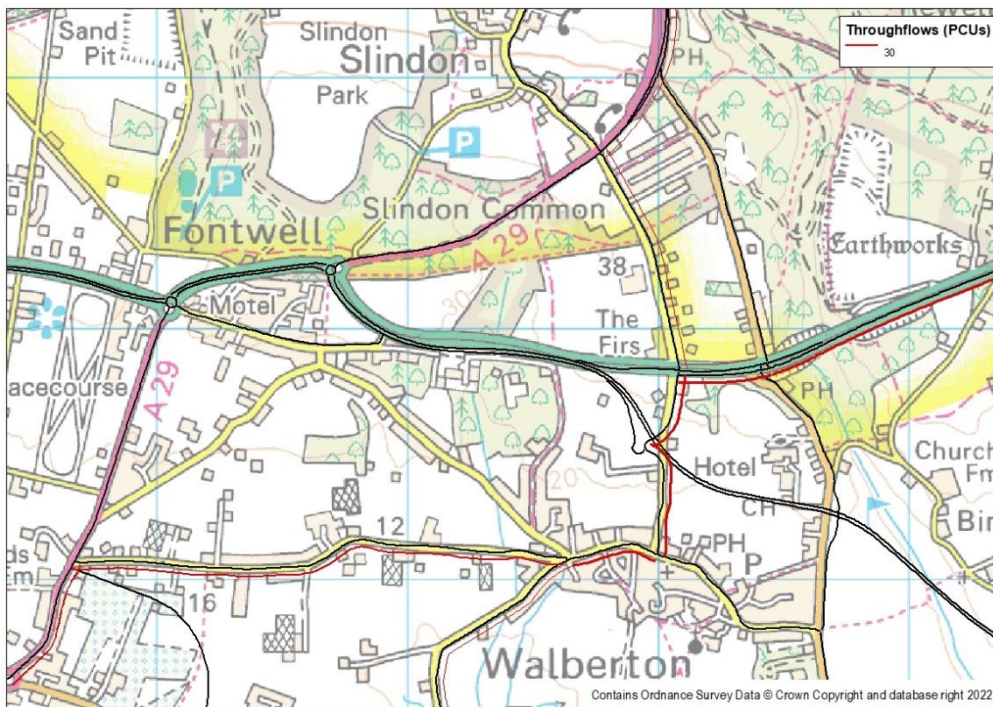 Sand
Pit
Slindon
Slindon
Park
PH
Throughflows (PCUs)
30
P
P
Fontwell
Slindon Common
A 29
Earthworks
38
30
Motel
The
Firs
acecourse
A 29
PH
20
Hotel
CH
Church
Fm
Bin
12
PH
P
16
Walberton
Contains Ordnance Survey Data © Crown Copyright and database right 2022